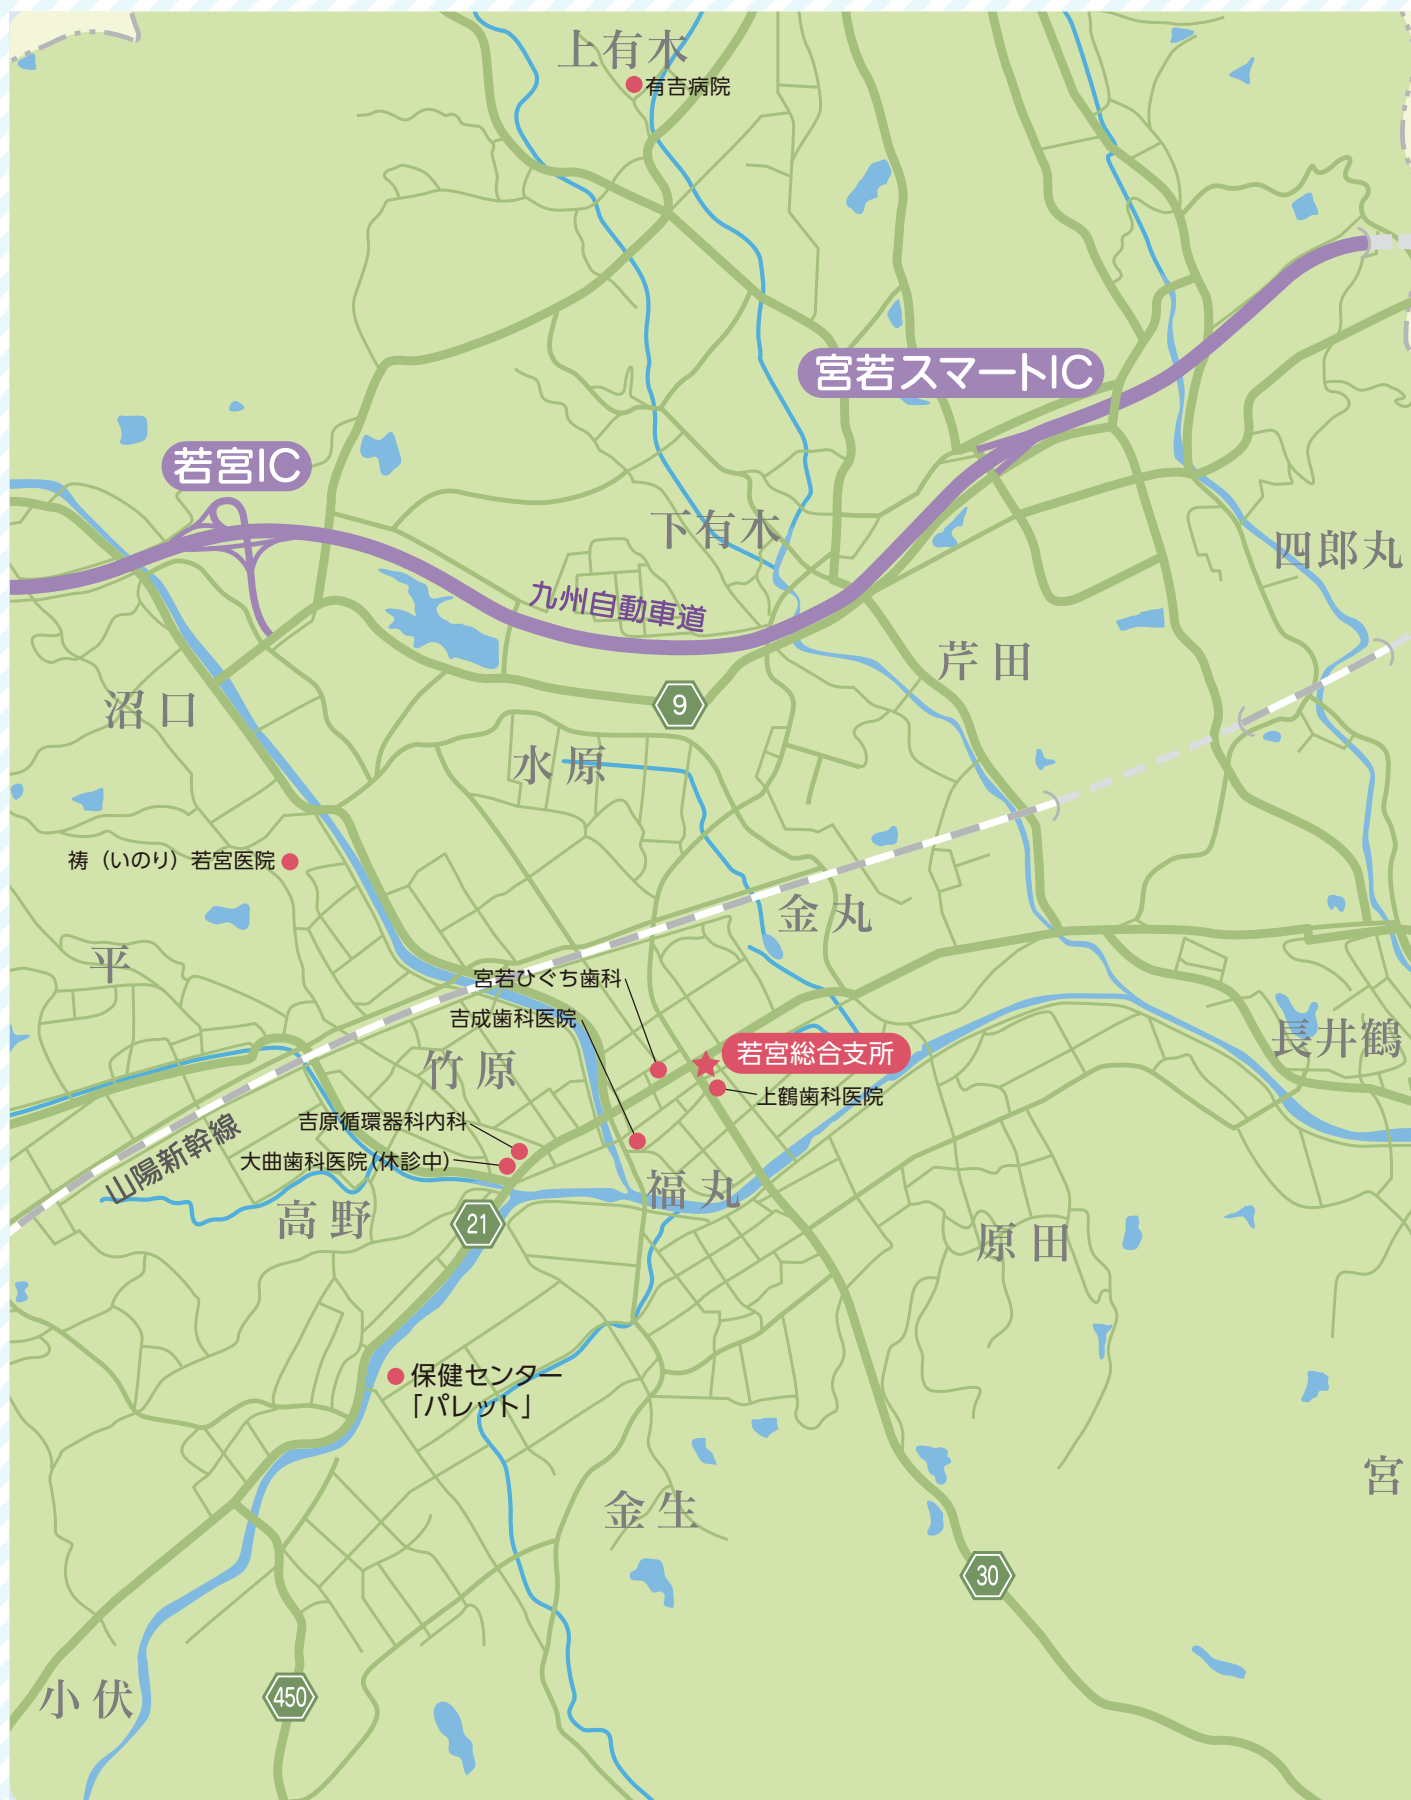 上有木
有吉病院
宮若スマートIC
若宮IC
下有木
四郎丸
九州自動車道
芹田
沼口
9
水原
祷（いのり）若宮医院
金丸
平
宮若ひぐち歯科
吉成歯科医院
長井鶴
若宮総合支所
竹原
上鶴歯科医院
吉原循環器科内科
大曲歯科医院(休診中)
山陽新幹線
福丸
高野
21
原田
保健センター
「パレット」
宮
金生
30
小伏
450